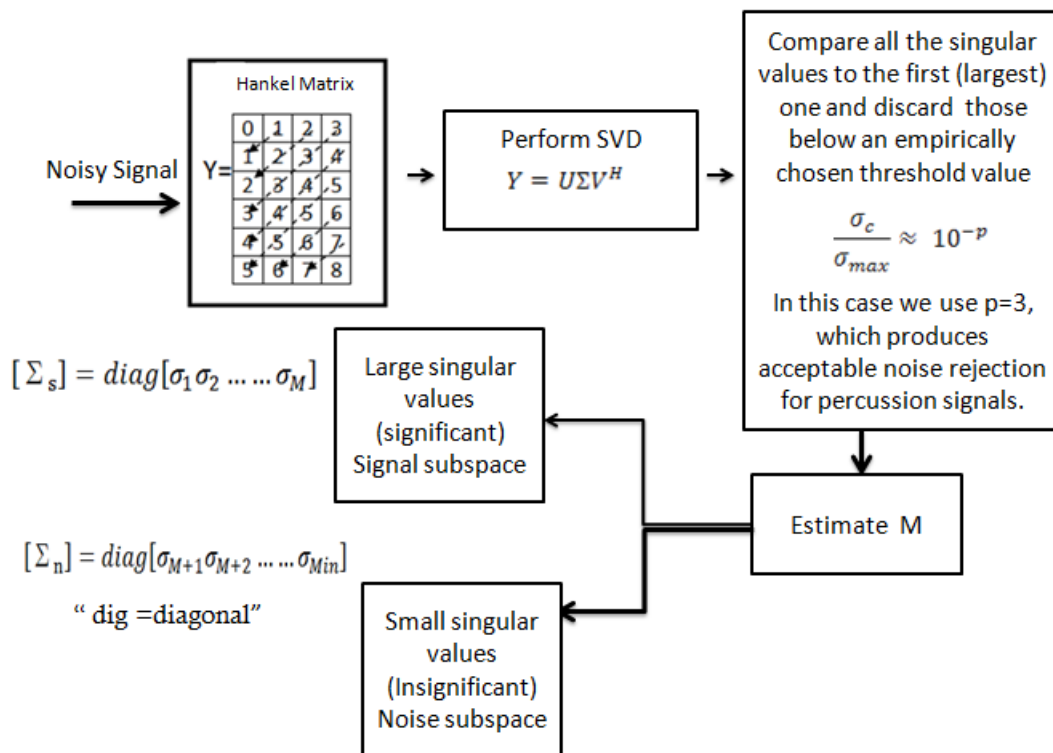 Noisy Signal
Hankel Matrix
Y=
0 1 2 3
1 2 3 4
2 3 4 5
3 4 5 6
4 5 6 7
5 6 7 8
Perform SVD
Y = UΣV^H
Compare all the singular
values to the first (largest)
one and discard those
below an empirically
chosen threshold value
σ_c / σ_max ≈ 10^-p
In this case we use p=3,
which produces
acceptable noise rejection
for percussion signals.
Estimate M
[Σ_s] = diag[σ_1 σ_2 … … σ_M]
Large singular
values
(significant)
Signal subspace
[Σ_n] = diag[σ_M+1 σ_M+2 … … σ_Min]
“ dig =diagonal”
Small singular
values
(Insignificant)
Noise subspace